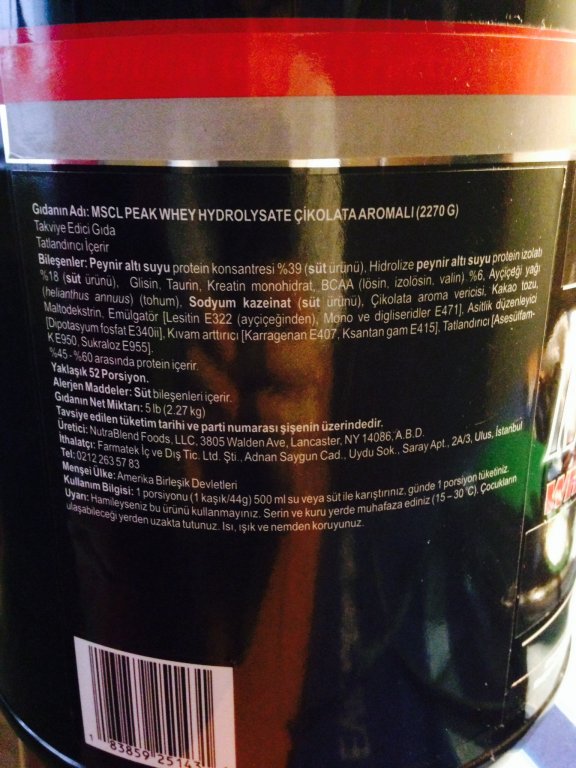 Gıdanın Adı: MSCL PEAK WHEY HYDROLYSATE ÇİKOLATA AROMALI (2270 G)
Takviye Edici Gıda
Tatlandırıcı İçerir
Bileşenler: Peynir altı suyu protein konsantresi %39 (süt ürünü), Hidrolize peynir altı suyu protein izolatı
%18 (süt ürünü), Glisin, Taurin, Kreatin monohidrat, BCAA (lösin, izolösin, valin) %6, Ayçiçeği yağı
(helianthus annuus) (tohum), Sodyum kazeinat (süt ürünü), Çikolata aroma vericisi, Kakao tozu,
Maltodekstrin, Emülgatör [Lesitin E322 (ayçiçeğinden), Mono ve digliseridler E471], Asitlik düzenleyici
[Dipotasyum fosfat E340ii], Kıvam arttırıcı [Karragenan E407, Ksantan gam E415], Tatlandırıcı [Asesülfam-
K E950, Sukraloz E955].
%45 - %60 arasında protein içerir.
Yaklaşık 52 Porsiyon.
Alerjen Maddeler: Süt bileşenleri içerir.
Gıdanın Net Miktarı: 5 lb (2.27 kg)
Tavsiye edilen tüketim tarihi ve parti numarası şişenin üzerindedir.
Üretici: NutraBlend Foods, LLC, 3805 Walden Ave, Lancaster, NY 14086, A.B.D.
İthalatçı: Farmatek İç ve Dış Tic. Ltd. Şti., Adnan Saygun Cad., Uydu Sok., Saray Apt., 2A/3, Ulus, İstanbul
Tel: 0212 263 57 83
Menşei Ülke: Amerika Birleşik Devletleri
Kullanım Bilgisi: 1 porsiyonu (1 kaşık/44g) 500 ml su veya süt ile karıştırınız, günde 1 porsiyon tüketiniz.
Uyarı: Hamileyseniz bu ürünü kullanmayınız. Serin ve kuru yerde muhafaza ediniz (15 – 30 °C). Çocukların
ulaşabileceği yerden uzakta tutunuz. Isı, ışık ve nemden koruyunuz.
1 83859 25143